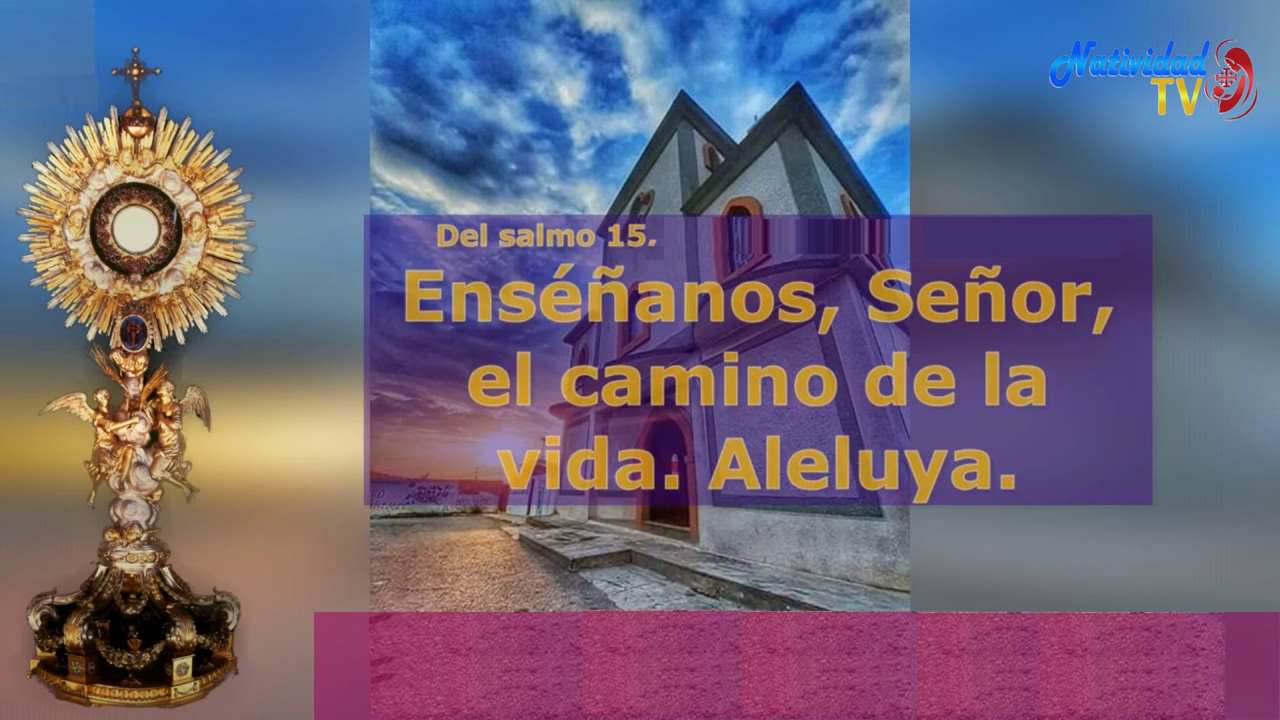 Natividad
TV
Del salmo 15.
Enséñanos, Señor,
el camino de la
vida. Aleluya.